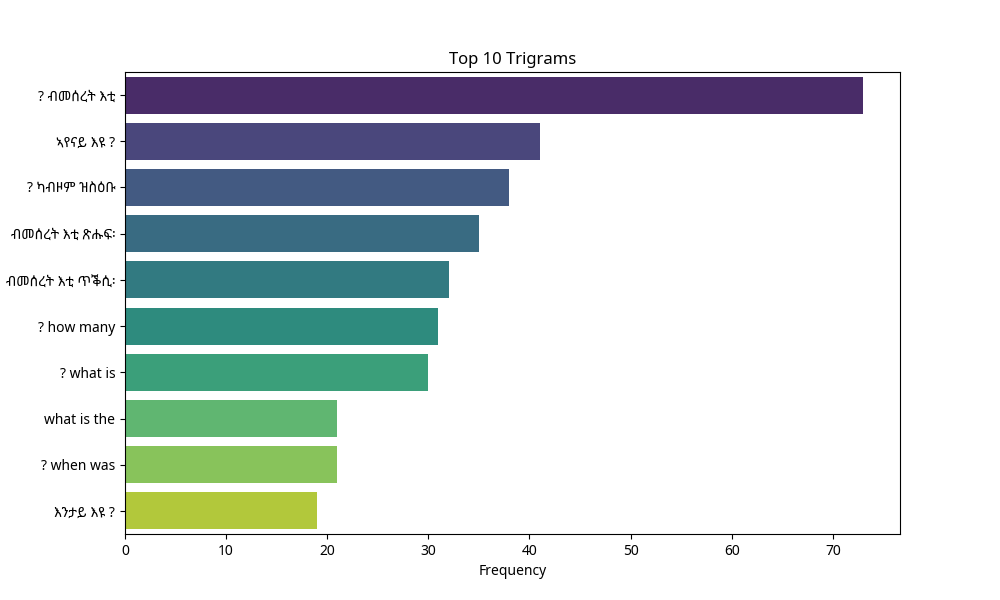 Top 10 Trigrams
? ብመሰረት እቲ
ኣየናይ እዩ ?
? ካብዞም ዝስዕቡ
ብመሰረት እቲ ጽሑፍ፡
ብመሰረት እቲ ጥቕሲ፡
? how many
? what is
what is the
? when was
እንታይ እዩ ?
0 10 20 30 40 50 60 70
Frequency